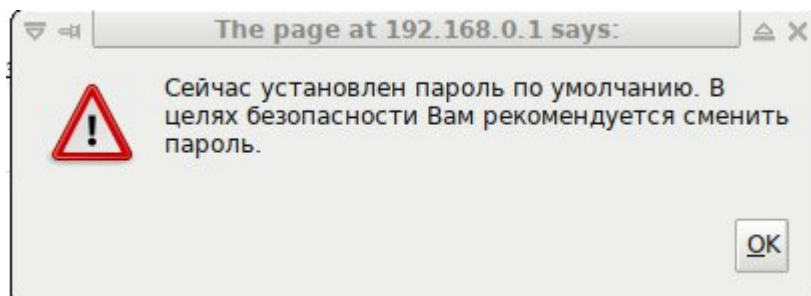 The page at 192.168.0.1 says:
Сейчас установлен пароль по умолчанию. В
целях безопасности Вам рекомендуется сменить
пароль.
OK